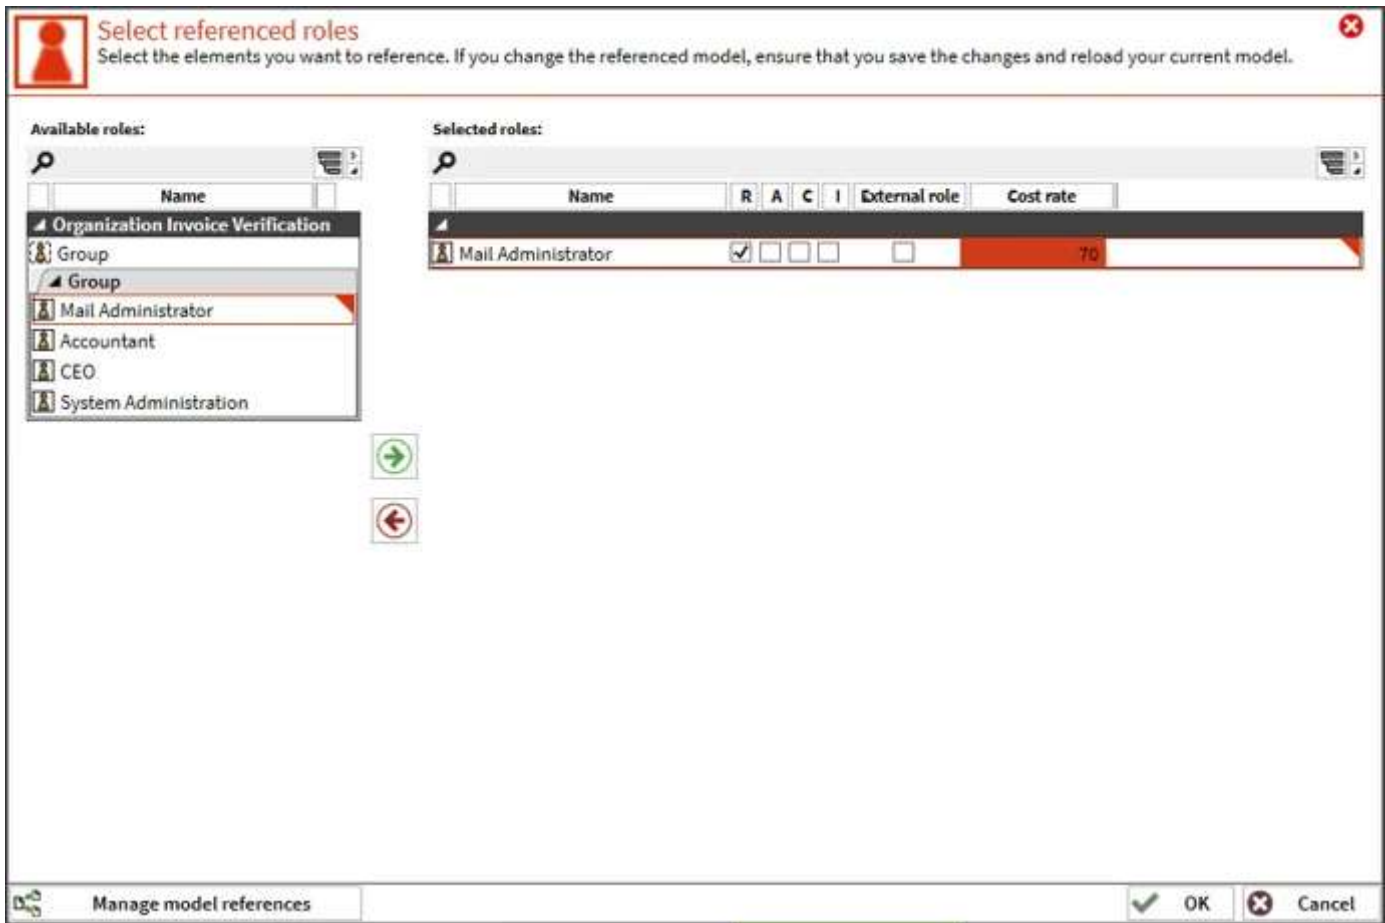 Select referenced roles
Select the elements you want to reference. If you change the referenced model, ensure that you save the changes and reload your current model.
Available roles:
Selected roles:
Name
Name R A C I External role Cost rate
Organization Invoice Verification
Group
Mail Administrator 70
Group
Mail Administrator
Accountant
CEO
System Administration
Manage model references
OK
Cancel